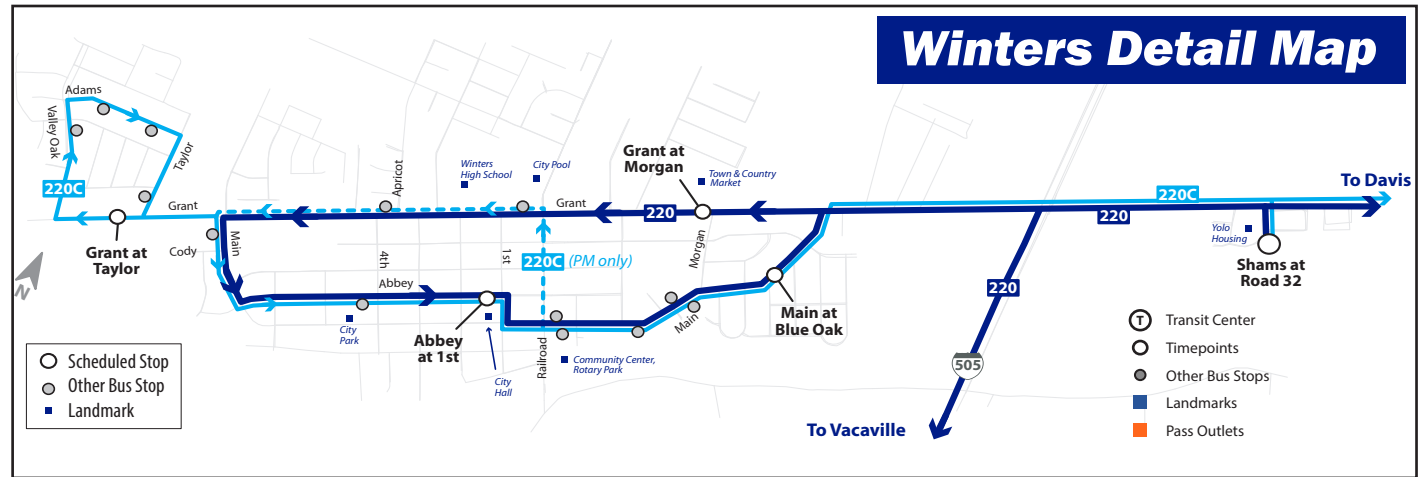 Winters Detail Map
Adams
Valley Oak
Taylor
220C
Grant
Grant at
Taylor
Cody
Main
N
Apricot
4th
Abbey
Winters
High School
City Pool
Grant
1st
220C (PM only)
Grant at
Morgan
Town & Country
Market
220
Morgan
220C
To Davis
220
Yolo
Housing
Shams at
Road 32
220
Main at
Blue Oak
Main
City
Park
Abbey
at 1st
City
Hall
Railroad
Community Center,
Rotary Park
505
To Vacaville
Scheduled Stop
Other Bus Stop
Landmark
T Transit Center
Timepoints
Other Bus Stops
Landmarks
Pass Outlets